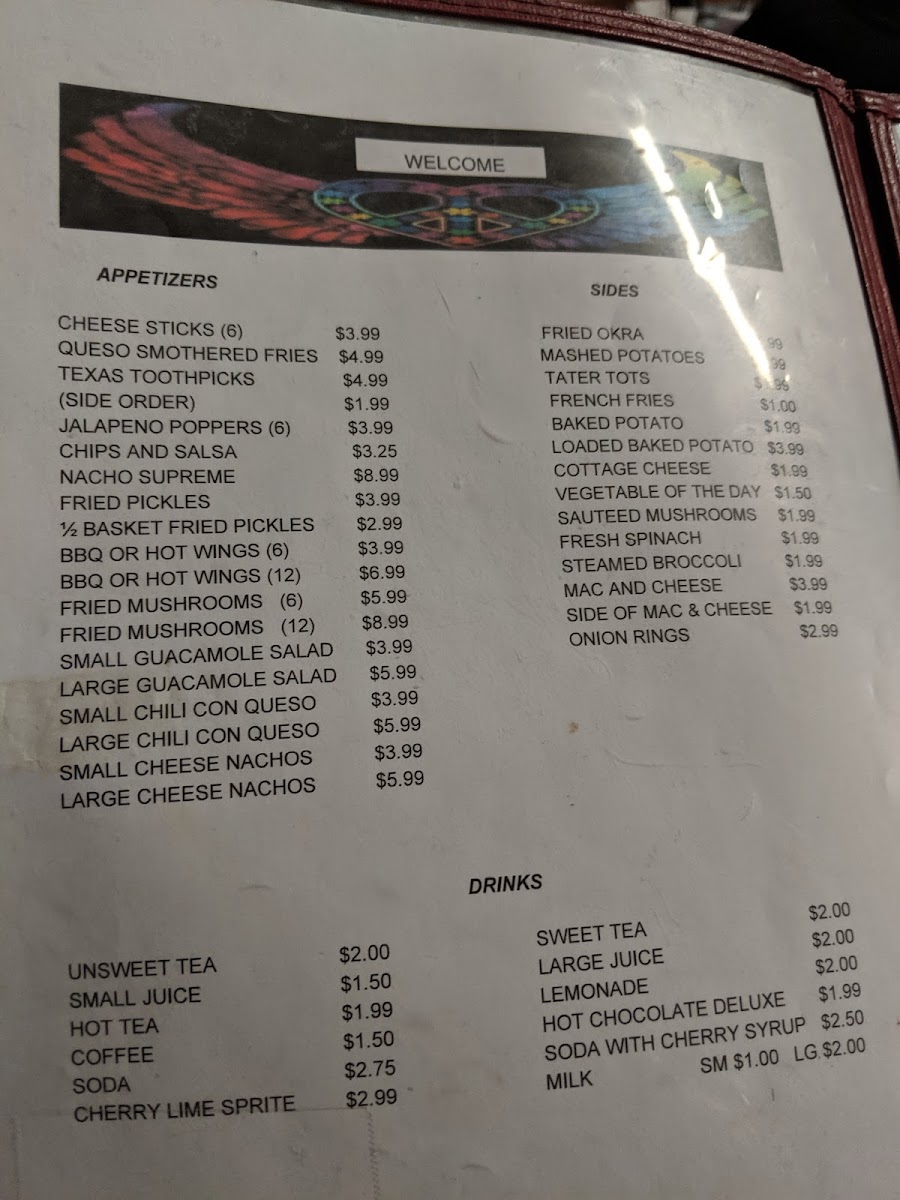 WELCOME
APPETIZERS
CHEESE STICKS (6) $3.99
QUESO SMOTHERED FRIES $4.99
TEXAS TOOTHPICKS $4.99
(SIDE ORDER) $1.99
JALAPENO POPPERS (6) $3.99
CHIPS AND SALSA $3.25
NACHO SUPREME $8.99
FRIED PICKLES $3.99
½ BASKET FRIED PICKLES $2.99
BBQ OR HOT WINGS (6) $3.99
BBQ OR HOT WINGS (12) $6.99
FRIED MUSHROOMS (6) $5.99
FRIED MUSHROOMS (12) $8.99
SMALL GUACAMOLE SALAD $3.99
LARGE GUACAMOLE SALAD $5.99
SMALL CHILI CON QUESO $3.99
LARGE CHILI CON QUESO $5.99
SMALL CHEESE NACHOS $3.99
LARGE CHEESE NACHOS $5.99
SIDES
FRIED OKRA
MASHED POTATOES
TATER TOTS
FRENCH FRIES $1.00
BAKED POTATO $1.99
LOADED BAKED POTATO $3.99
COTTAGE CHEESE $1.99
VEGETABLE OF THE DAY $1.50
SAUTEED MUSHROOMS $1.99
FRESH SPINACH $1.99
STEAMED BROCCOLI $1.99
MAC AND CHEESE $3.99
SIDE OF MAC & CHEESE $1.99
ONION RINGS $2.99
DRINKS
UNSWEET TEA $2.00
SMALL JUICE $1.50
HOT TEA $1.99
COFFEE $1.50
SODA $2.75
CHERRY LIME SPRITE $2.99
SWEET TEA $2.00
LARGE JUICE $2.00
LEMONADE $2.00
HOT CHOCOLATE DELUXE $1.99
SODA WITH CHERRY SYRUP $2.50
MILK SM $1.00 LG $2.00